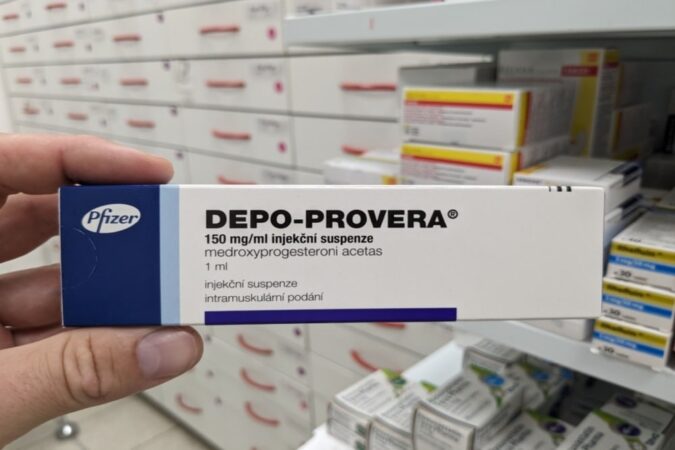 Pfizer
DEPO-PROVERA®
150 mg/ml injekční suspenze
medroxyprogesteroni acetas
1 ml
injekční suspenze
intramuskulární podání